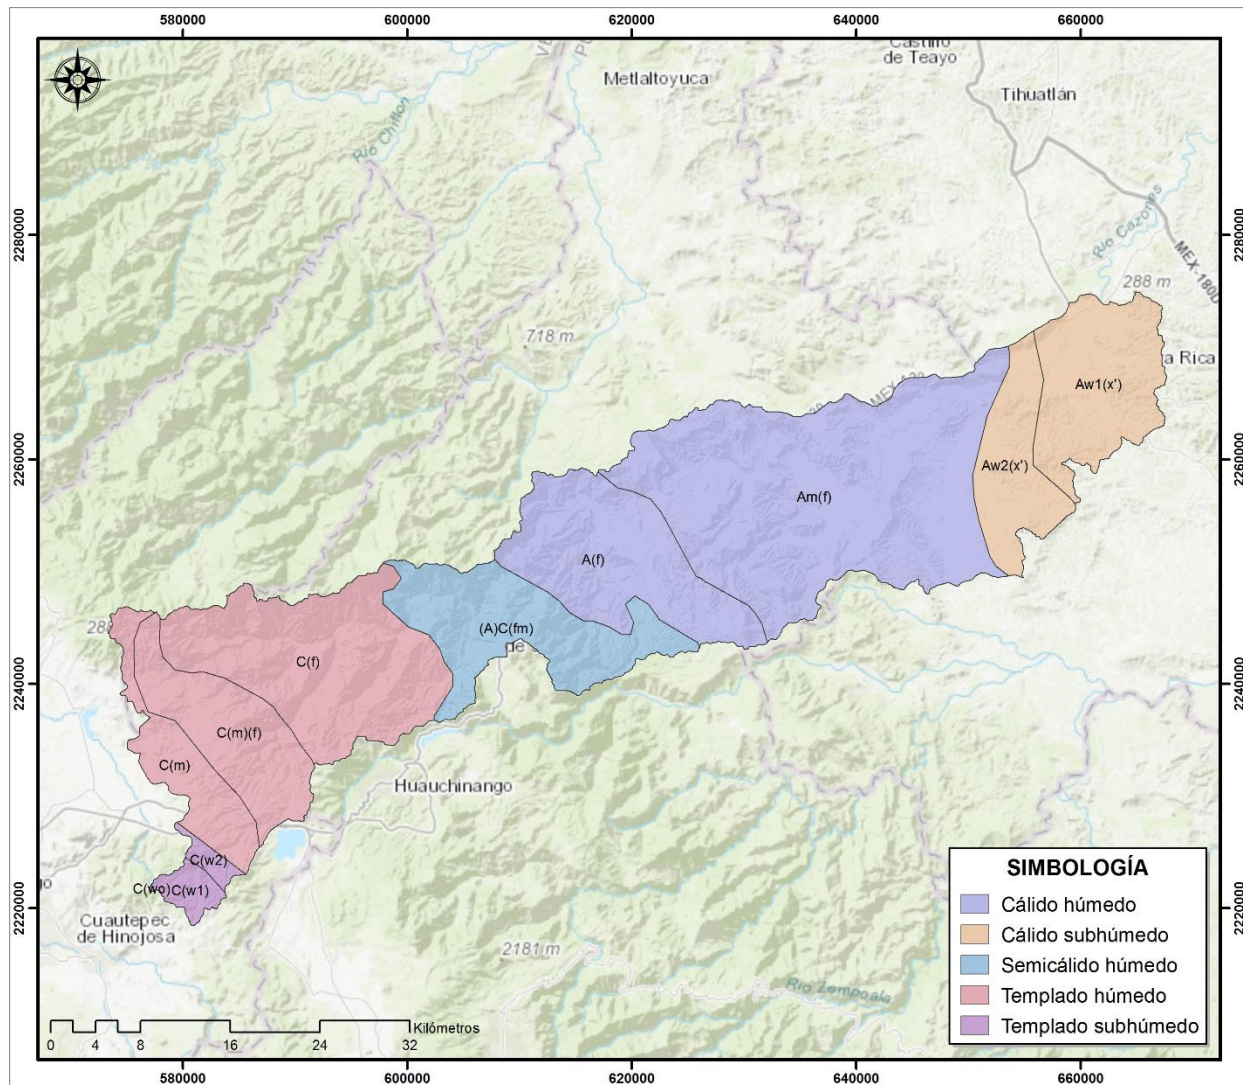 580000 600000 620000 640000 660000
Castillo
de Teayo
Metlaltoyuca
Tihuatlán
Río Chiflon
2280000
2280000
Río Cazones
MEX-180D
288 m
718 m
a Rica
Aw1(x')
2260000
2260000
Aw2(x')
Am(f)
A(f)
(A)C(fm)
de
C(f)
2240000
2240000
C(m)(f)
C(m)
Huauchinango
C(w2)
C(wo)
C(w1)
2220000
2220000
Cuautepec
de Hinojosa
2181 m
Río Zempoala
SIMBOLOGÍA
Cálido húmedo
Cálido subhúmedo
Semicálido húmedo
Templado húmedo
Templado subhúmedo
Kilómetros
0 4 8 16 24 32
580000 600000 620000 640000 660000